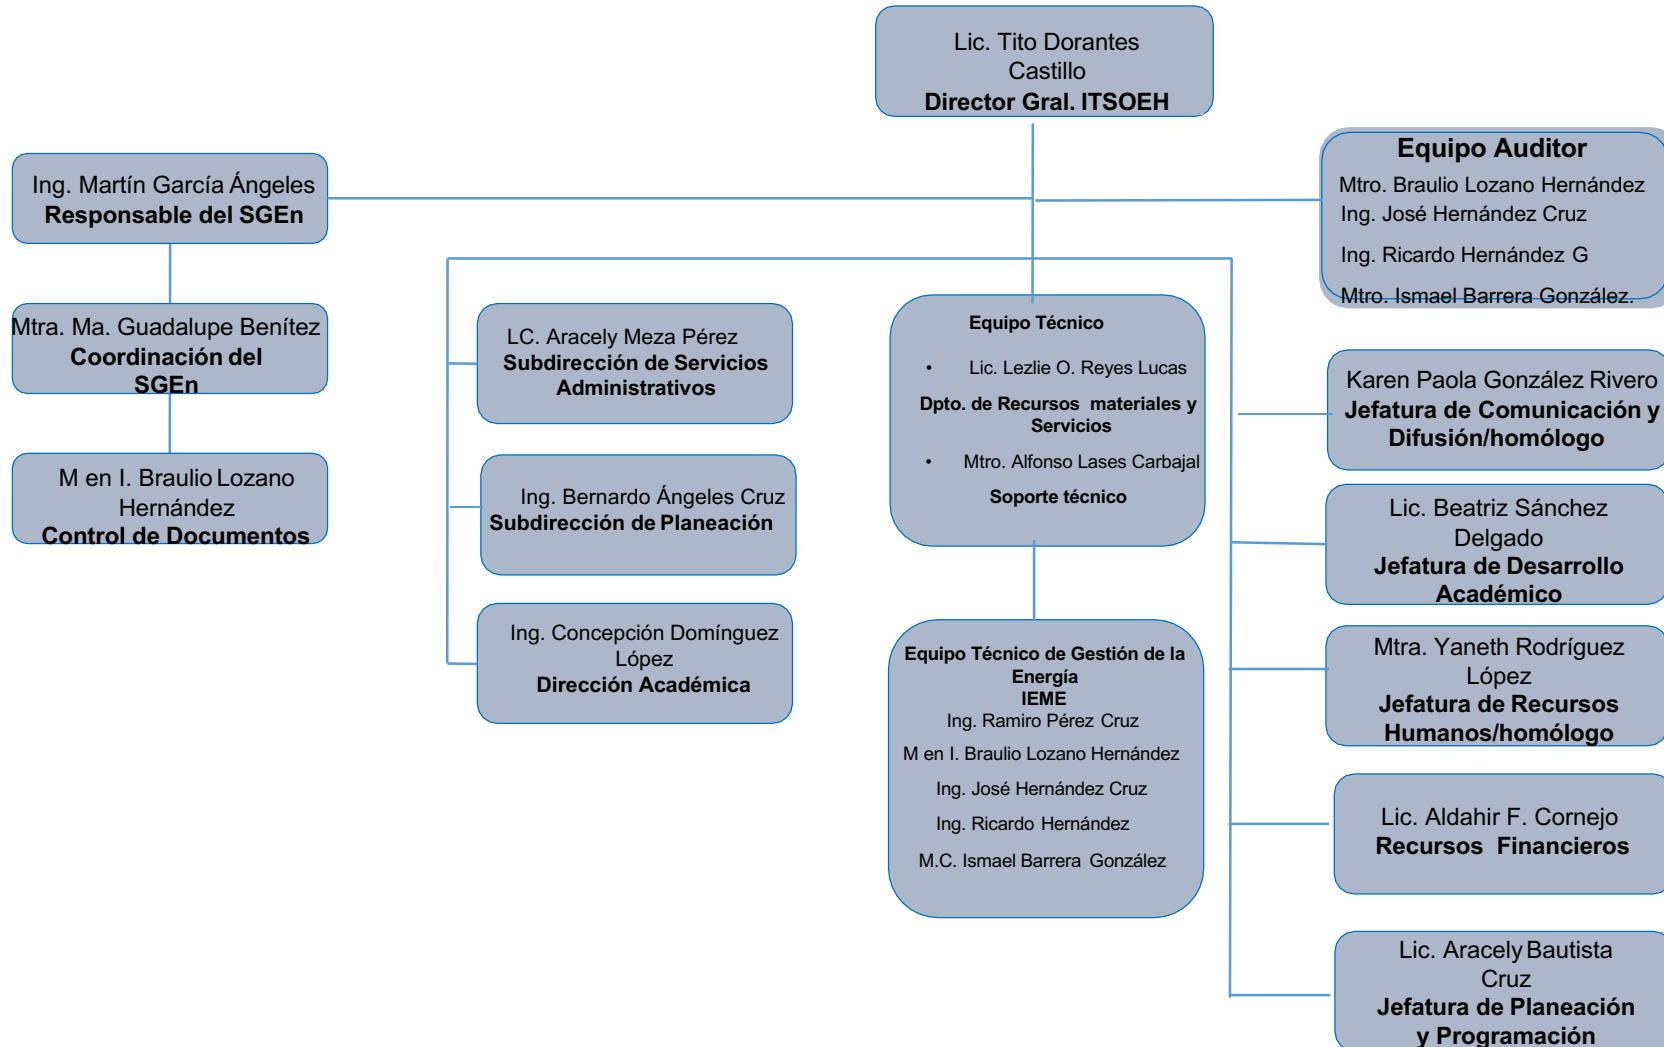 Lic. Tito Dorantes
Castillo
Director Gral. ITSOEH
Equipo Auditor
Mtro. Braulio Lozano Hernández
Ing. José Hernández Cruz
Ing. Ricardo Hernández G
Mtro. Ismael Barrera González.
Ing. Martín García Ángeles
Responsable del SGEn
Mtra. Ma. Guadalupe Benítez
Coordinación del
SGEn
M en I. Braulio Lozano
Hernández
Control de Documentos
LC. Aracely Meza Pérez
Subdirección de Servicios
Administrativos
Ing. Bernardo Ángeles Cruz
Subdirección de Planeación
Ing. Concepción Domínguez
López
Dirección Académica
Equipo Técnico
• Lic. Lezlie O. Reyes Lucas
Dpto. de Recursos materiales y
Servicios
• Mtro. Alfonso Lases Carbajal
Soporte técnico
Equipo Técnico de Gestión de la
Energía
IEME
Ing. Ramiro Pérez Cruz
M en I. Braulio Lozano Hernández
Ing. José Hernández Cruz
Ing. Ricardo Hernández
M.C. Ismael Barrera González
Karen Paola González Rivero
Jefatura de Comunicación y
Difusión/homólogo
Lic. Beatriz Sánchez
Delgado
Jefatura de Desarrollo
Académico
Mtra. Yaneth Rodríguez
López
Jefatura de Recursos
Humanos/homólogo
Lic. Aldahir F. Cornejo
Recursos Financieros
Lic. Aracely Bautista
Cruz
Jefatura de Planeación
y Programación